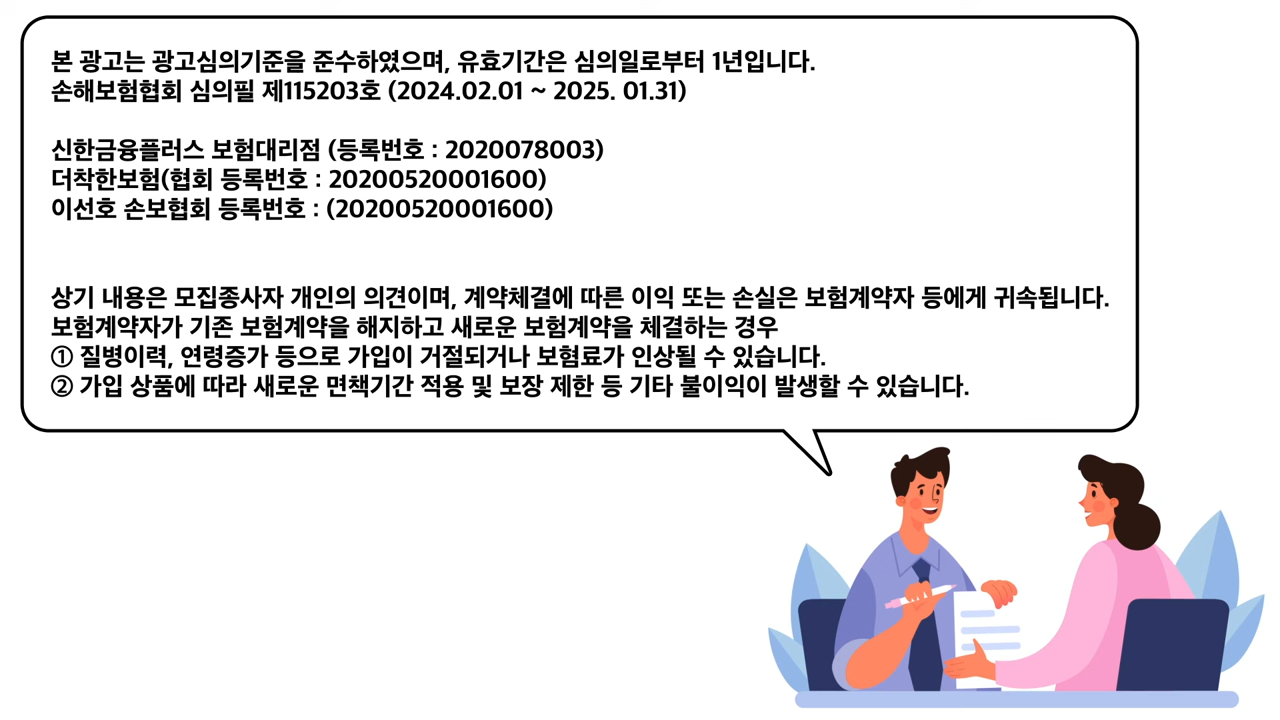 본 광고는 광고심의기준을 준수하였으며, 유효기간은 심의일로부터 1년입니다.
손해보험협회 심의필 제115203호 (2024.02.01 ~ 2025. 01.31)
신한금융플러스 보험대리점 (등록번호 : 2020078003)
더착한보험(협회 등록번호 : 20200520001600)
이선호 손보협회 등록번호 : (20200520001600)
상기 내용은 모집종사자 개인의 의견이며, 계약체결에 따른 이익 또는 손실은 보험계약자 등에게 귀속됩니다.
보험계약자가 기존 보험계약을 해지하고 새로운 보험계약을 체결하는 경우
① 질병이력, 연령증가 등으로 가입이 거절되거나 보험료가 인상될 수 있습니다.
② 가입 상품에 따라 새로운 면책기간 적용 및 보장 제한 등 기타 불이익이 발생할 수 있습니다.